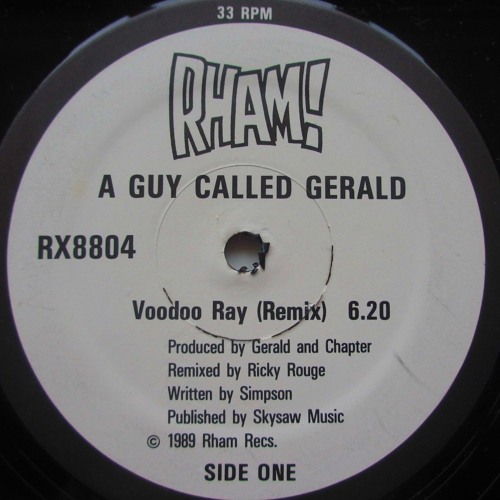 33 RPM
RHAM!
A GUY CALLED GERALD
RX8804
Voodoo Ray (Remix) 6.20
Produced by Gerald and Chapter
Remixed by Ricky Rouge
Written by Simpson
Published by Skysaw Music
© 1989 Rham Recs.
SIDE ONE